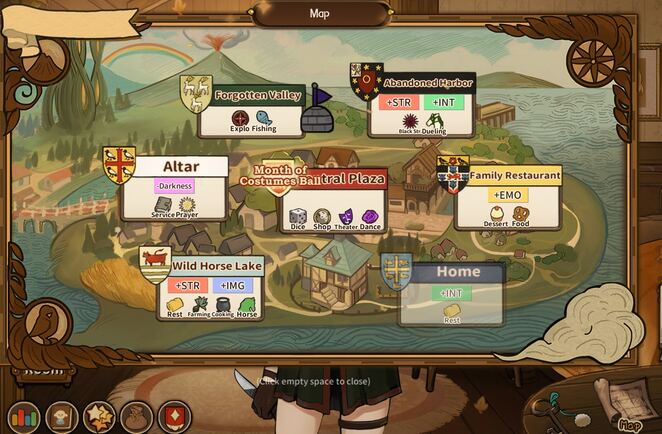 Map
Forgotten Valley
Explo Fishing
Abandoned Harbor
+STR +INT
Black Str Dueling
Altar
-Darkness
Service Prayer
Month of
Costumes Ball
tral Plaza
Dice Shop Theater Dance
Family Restaurant
+EMO
Dessert Food
Wild Horse Lake
+STR +IMG
Rest Farming Cooking Horse
Home
+INT
Rest
(Click empty space to close)
Map